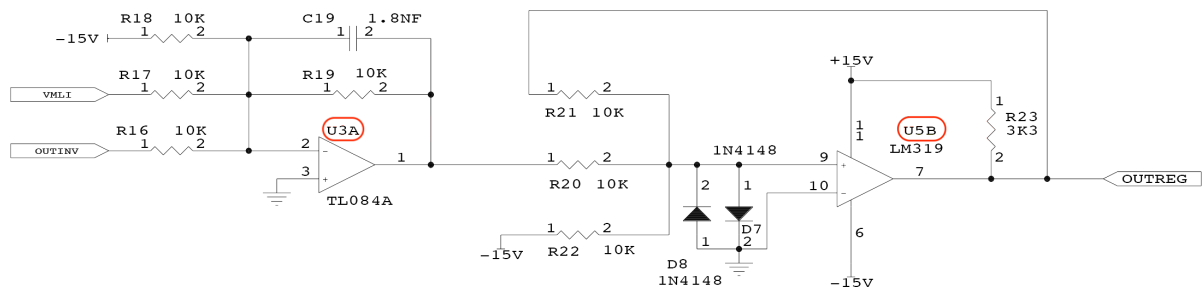 R18 10K
C19 1.8NF
-15V 1 2
1 2
+15V
R17 10K
R19 10K
VMLI 1 2
1 2
1 2
R21 10K
1
R23
3K3
2
R16 10K
U3A
OUTINV 1 2
2 -
1
3 +
TL084A
1 2
R20 10K
1N4148
11
U5B
LM319
9 +
7
10 -
OUTREG
2 1
D7
1 2
-15V 1 2
R22 10K
6
D8
1N4148
-15V